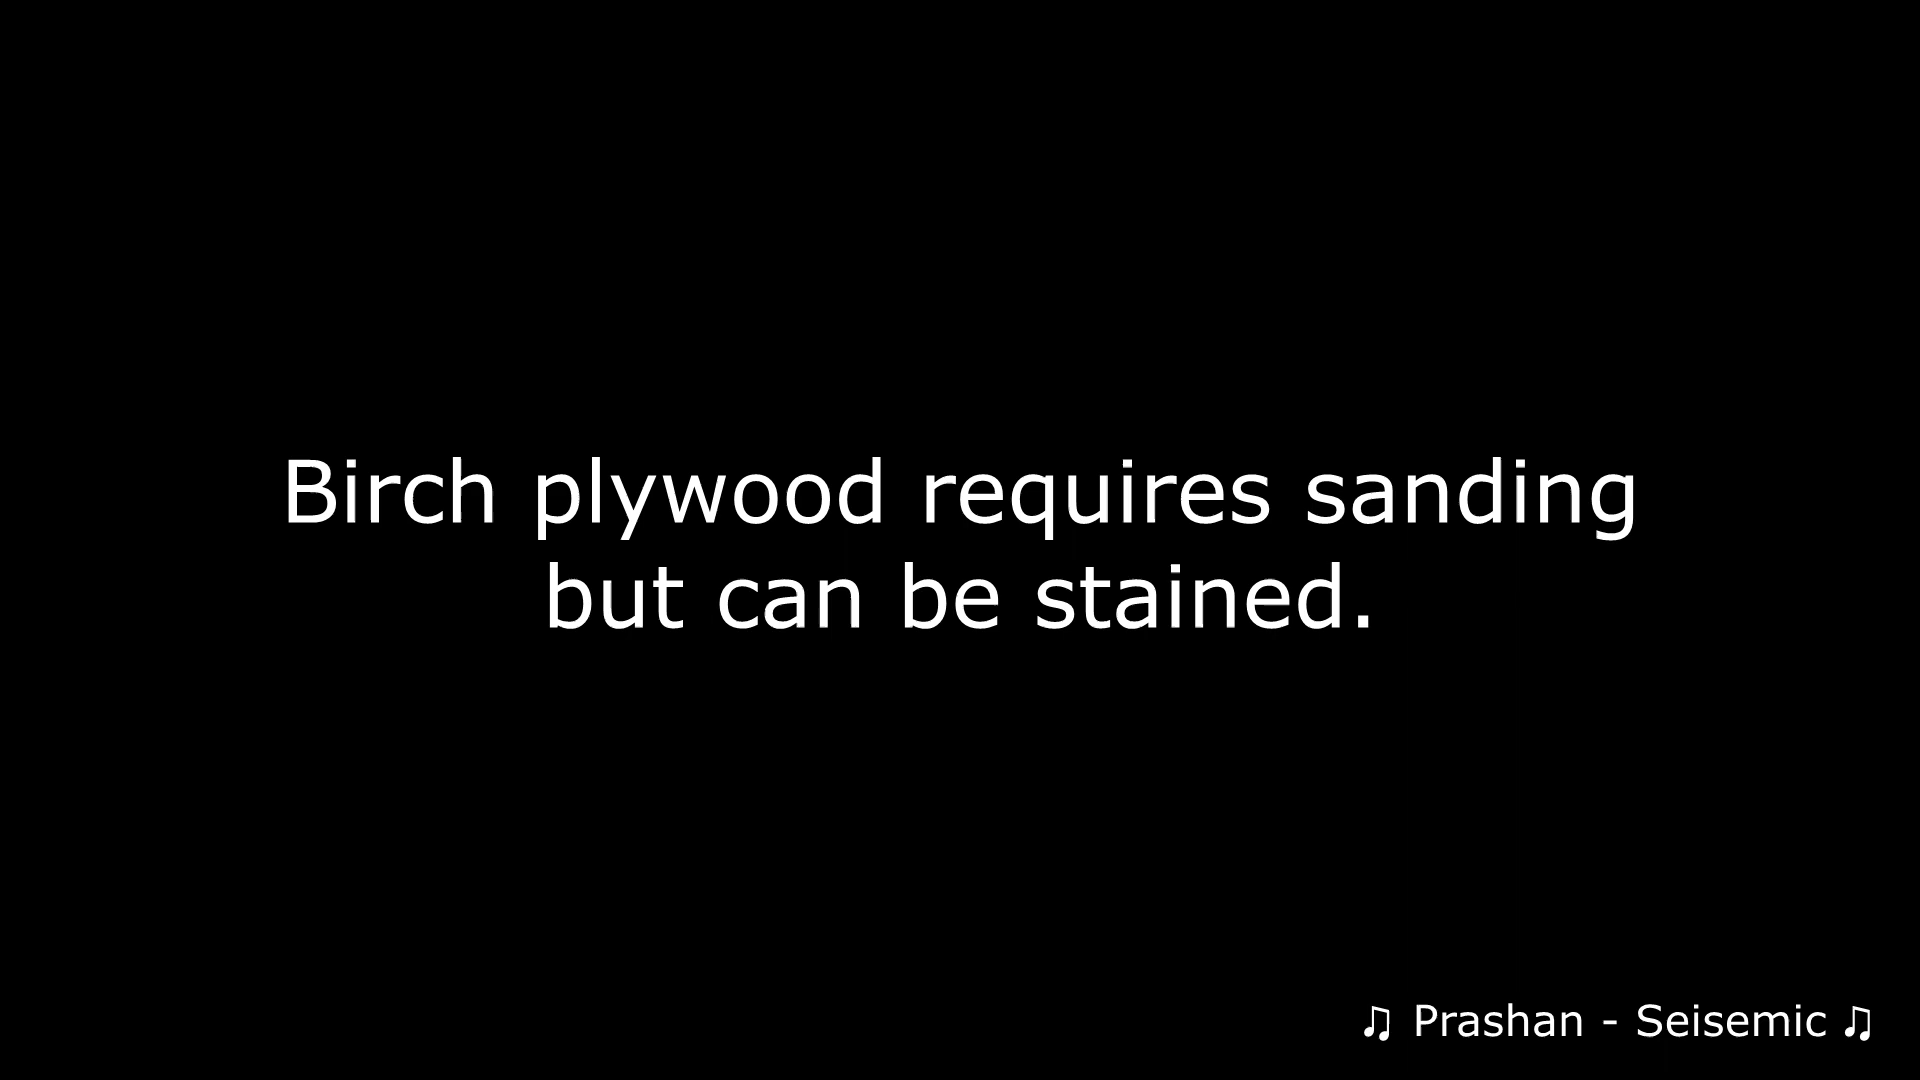 Birch plywood requires sanding
but can be stained.
♫ Prashan - Seisemic ♫